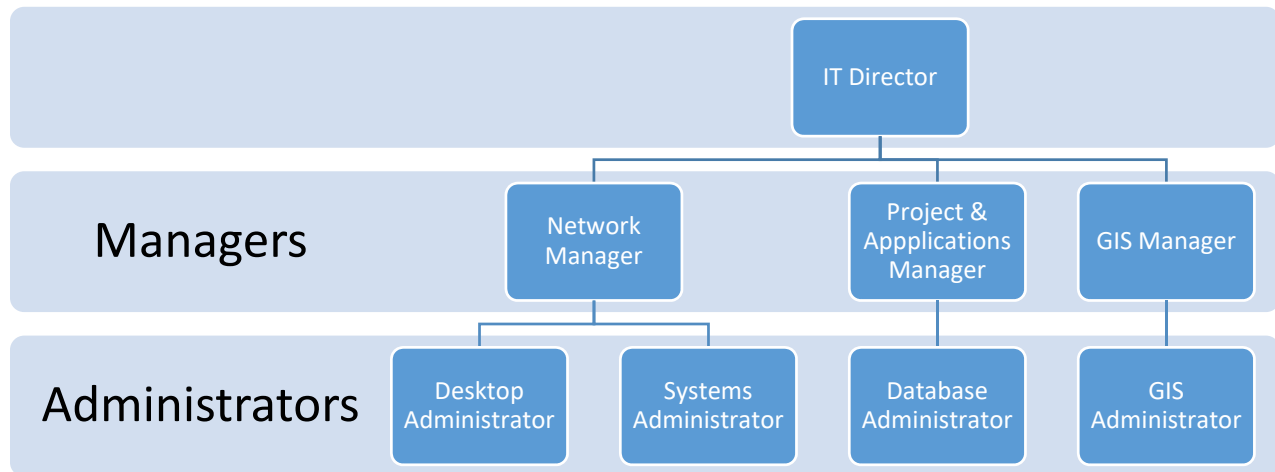 IT Director
Managers
Network
Manager
Project &
Appplications
Manager
GIS Manager
Administrators
Desktop
Administrator
Systems
Administrator
Database
Administrator
GIS
Administrator